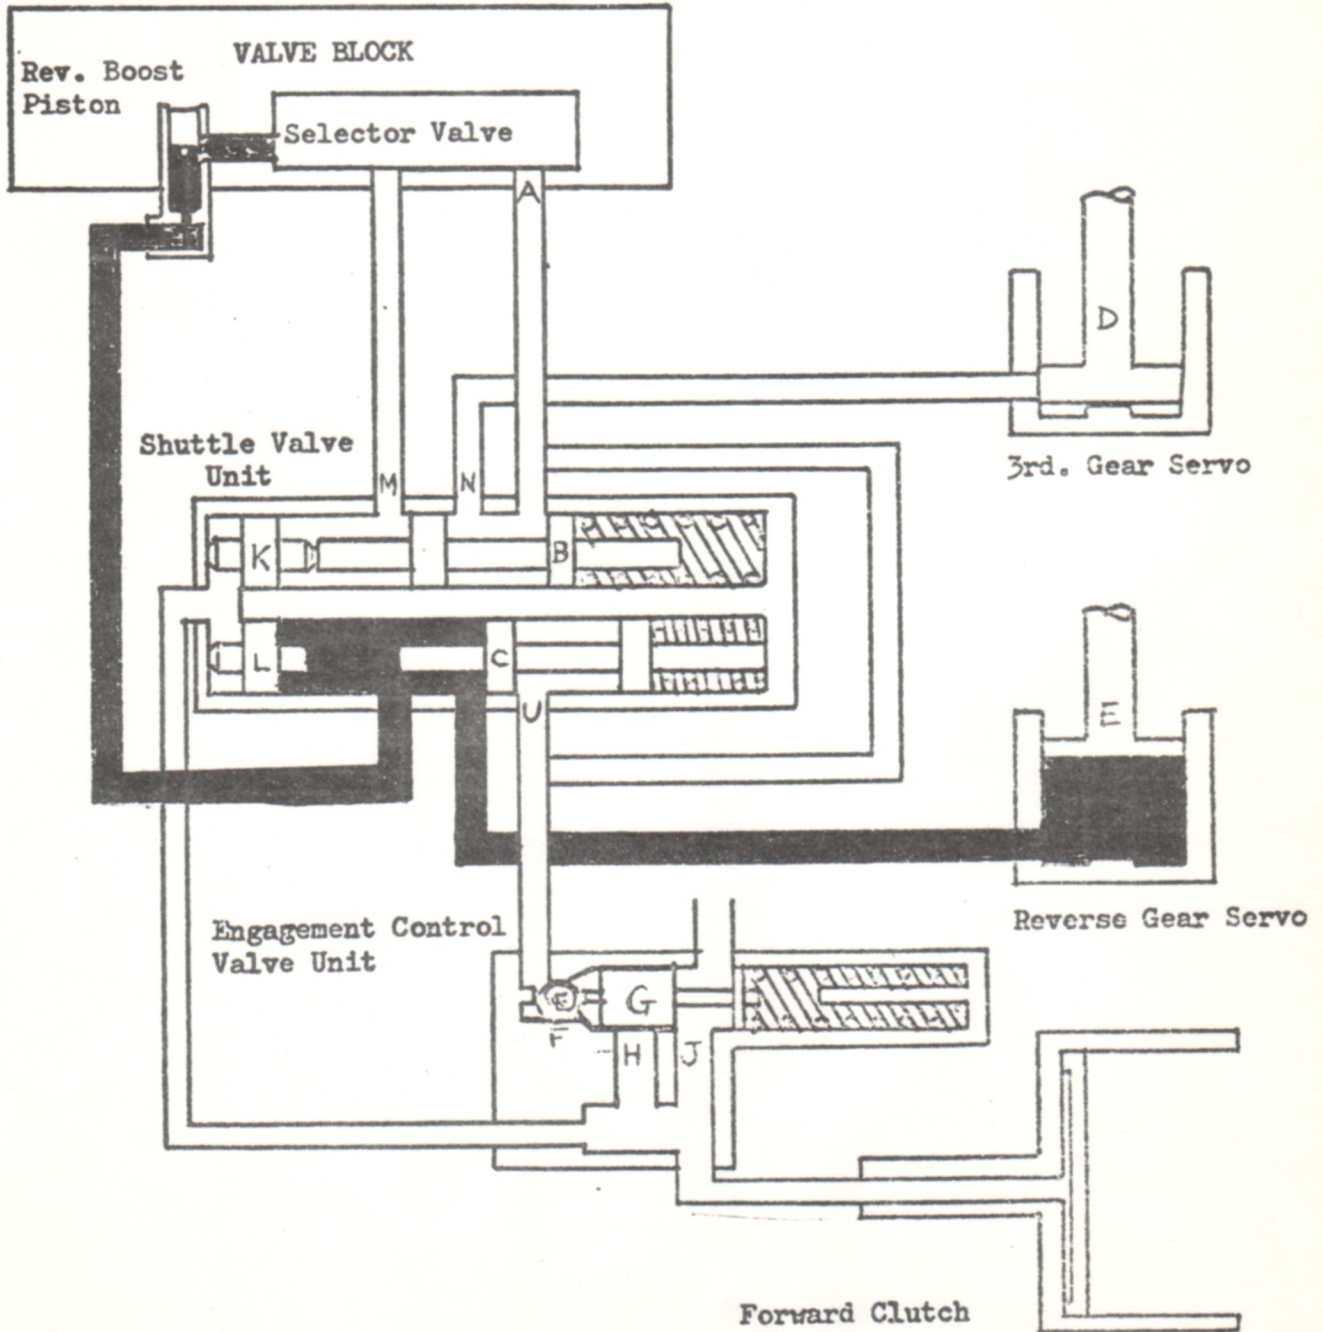 VALVE BLOCK
Rev. Boost
Piston
Selector Valve
A
D
Shuttle Valve
Unit
3rd. Gear Servo
M
N
K
B
L
C
U
E
Engagement Control
Valve Unit
Reverse Gear Servo
E
G
F
H
J
Forward Clutch